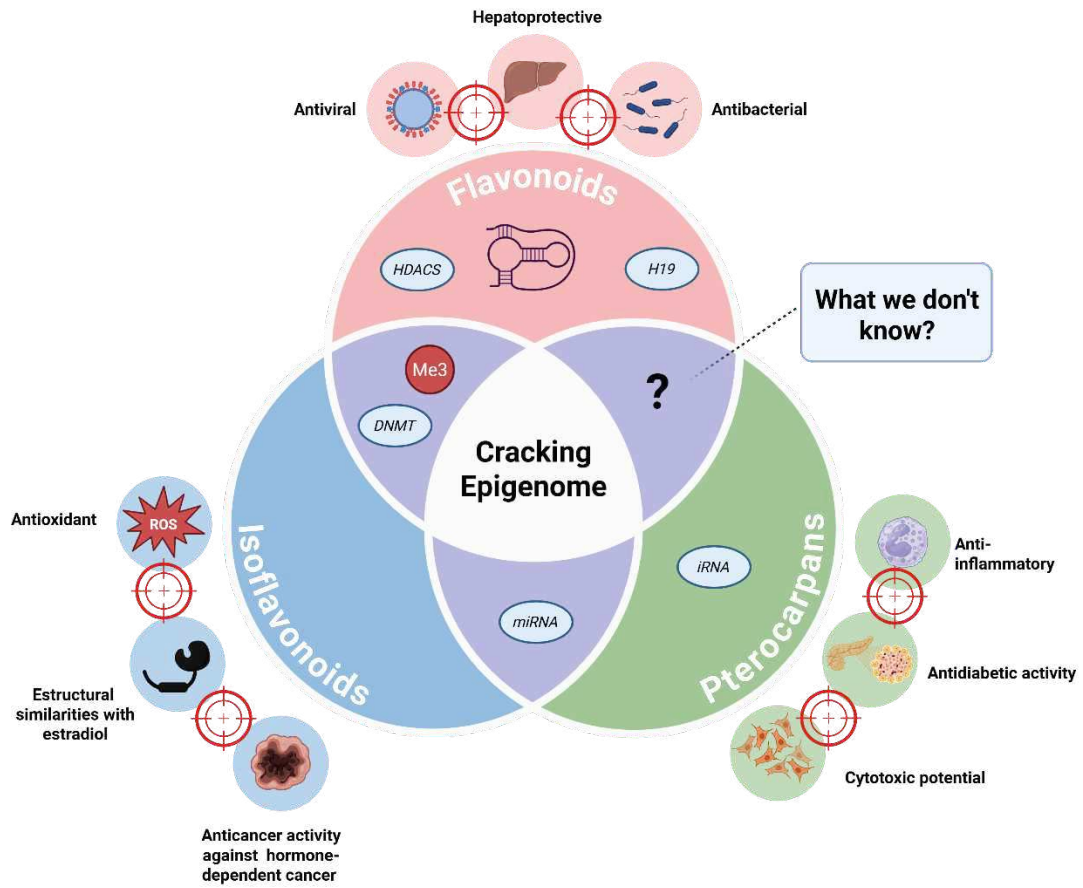 Hepatoprotective
Antiviral
Antibacterial
Flavonoids
HDACS
H19
What we don't
know?
Me3
?
DNMT
Cracking
Epigenome
Antioxidant
ROS
Isoflavonoids
Pterocarpans
iRNA
miRNA
Anti-
inflammatory
Estructural
similarities with
estradiol
Antidiabetic activity
Cytotoxic potential
Anticancer activity
against hormone-
dependent cancer